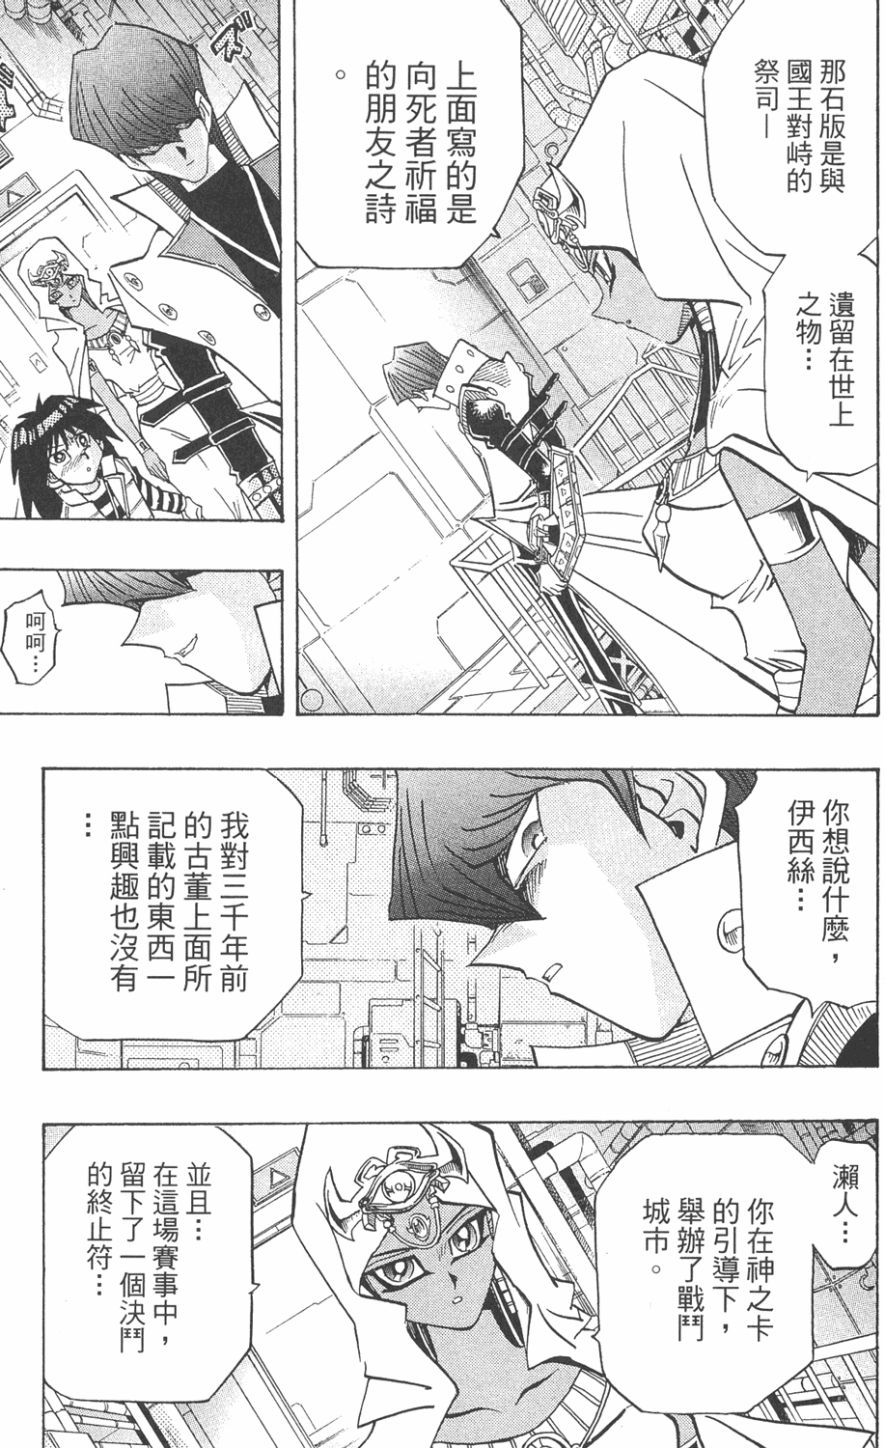 那石版是與
國王對峙的
祭司—
遺留在世上
之物…
上面寫的是
向死者祈福
的朋友之詩
。
呵呵…
你想說什麼，
伊西絲…
我對三千年前
的古董上面所
記載的東西一
點興趣也沒有
…
瀨人…
你在神之卡
的引導下，
舉辦了戰鬥
城市。
並且…
在這場賽事中，
留下了一個決鬥
的終止符…